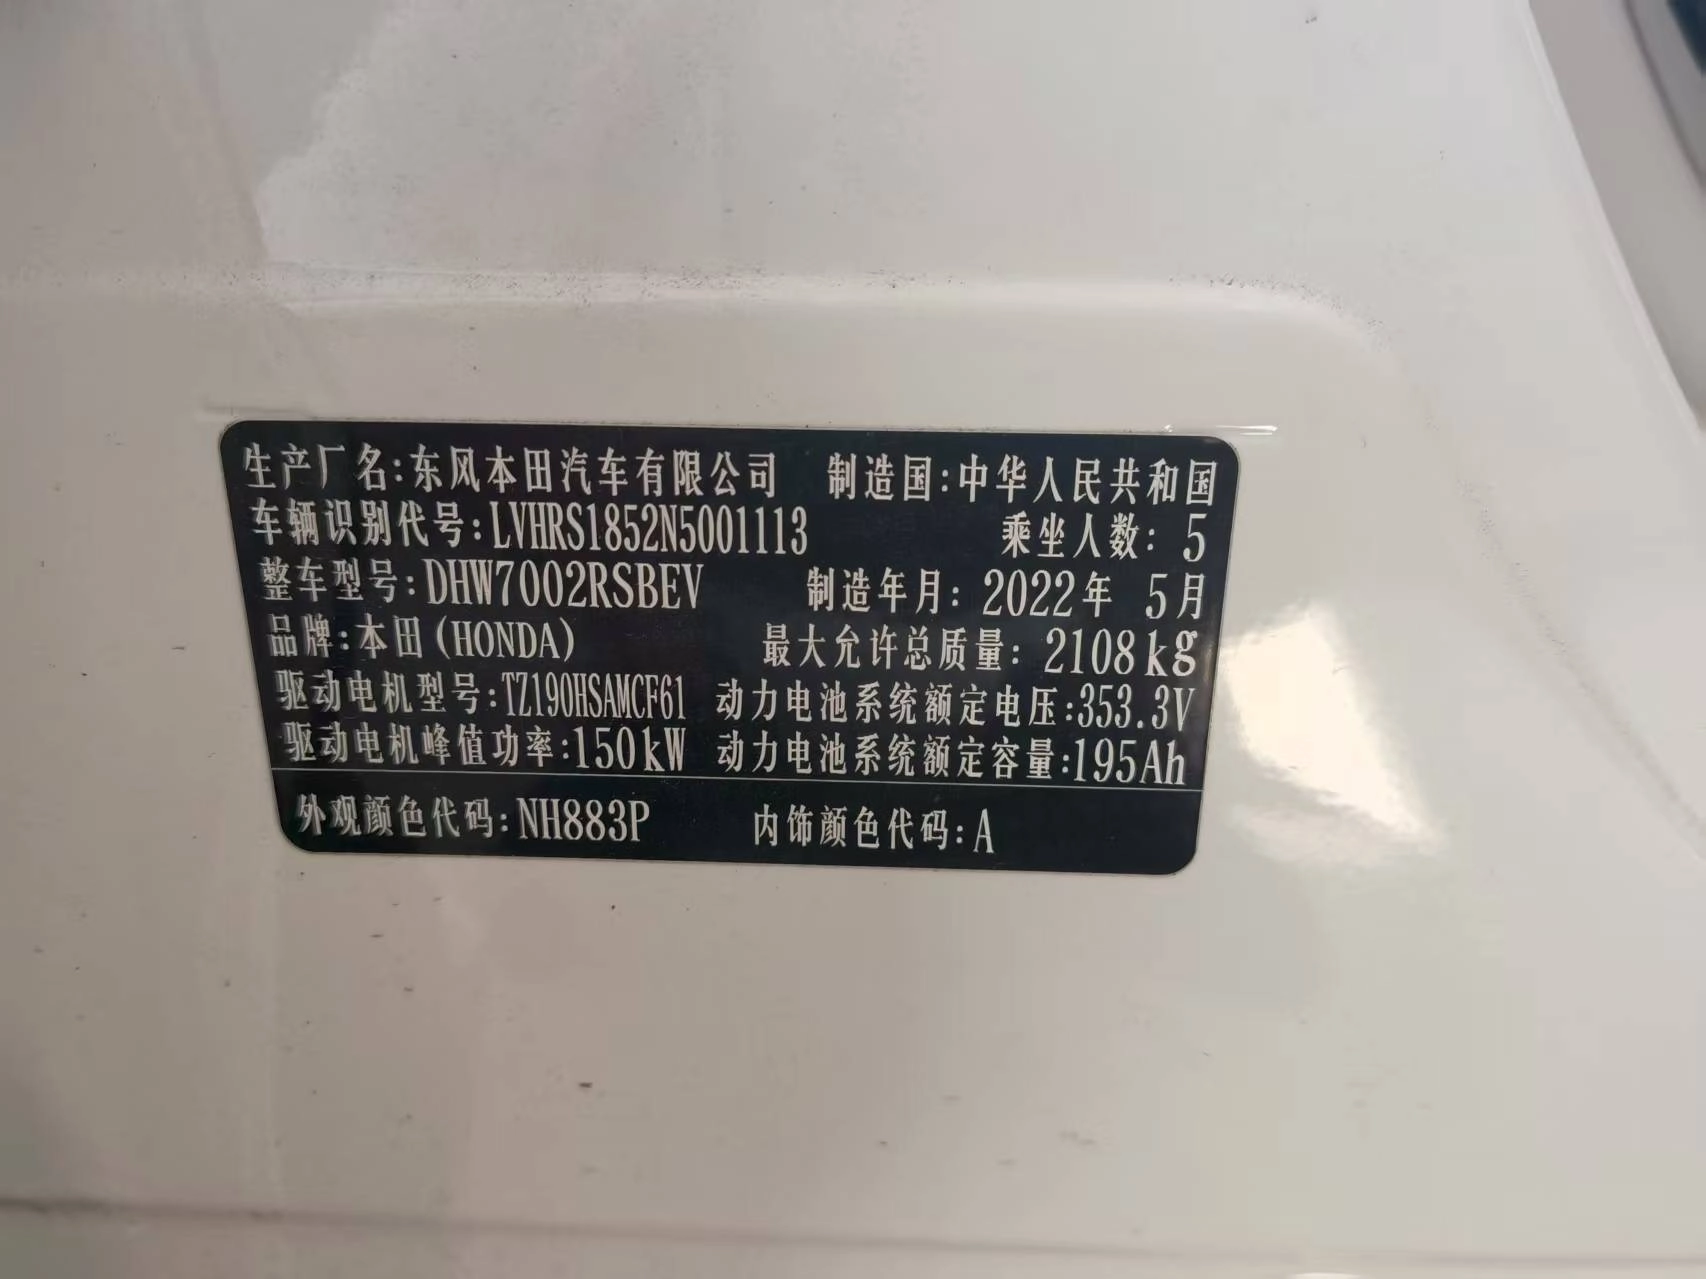 生产厂名:东风本田汽车有限公司 制造国:中华人民共和国
车辆识别代号:LVHRS1852N5001113 乘坐人数: 5
整车型号:DHW7002RSBEV 制造年月: 2022年 5月
品牌:本田(HONDA) 最大允许总质量: 2108kg
驱动电机型号:TZ190HSAMCF61 动力电池系统额定电压:353.3V
驱动电机峰值功率:150kW 动力电池系统额定容量:195Ah
外观颜色代码:NH883P 内饰颜色代码:A